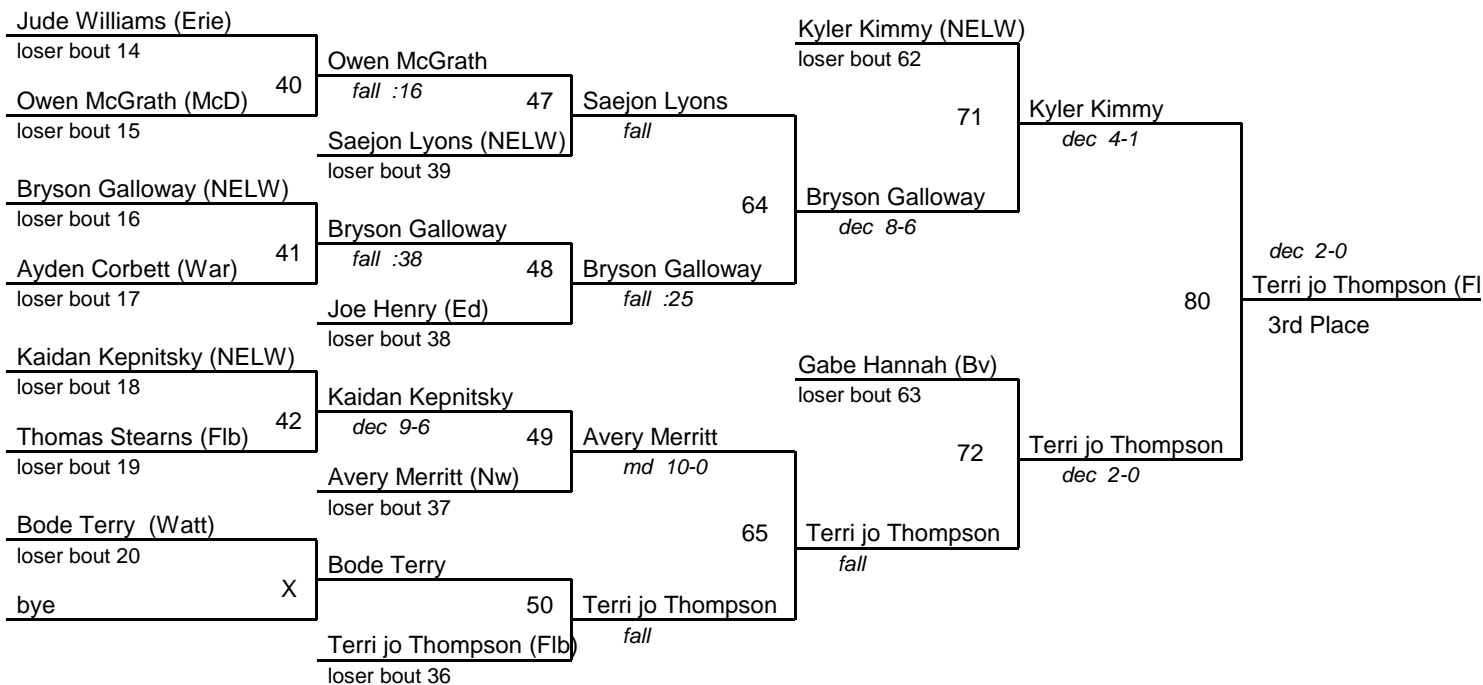 Jude Williams (Erie)
loser bout 14
40
Owen McGrath (McD)
loser bout 15
Bryson Galloway (NELW)
loser bout 16
41
Ayden Corbett (War)
loser bout 17
Kaidan Kepnitsky (NELW)
loser bout 18
42
Thomas Stearns (Flb)
loser bout 19
Bode Terry (Watt)
loser bout 20
X
bye
Owen McGrath
fall :16
47
Saejon Lyons (NELW)
loser bout 39
Bryson Galloway
fall :38
48
Joe Henry (Ed)
loser bout 38
Kaidan Kepnitsky
dec 9-6
49
Avery Merritt (Nw)
loser bout 37
Bode Terry
50
Terri jo Thompson (Flb)
loser bout 36
Saejon Lyons
fall
64
Bryson Galloway
fall :25
Avery Merritt
md 10-0
65
Terri jo Thompson
fall
Kyler Kimmy (NELW)
loser bout 62
71
Bryson Galloway
dec 8-6
Gabe Hannah (Bv)
loser bout 63
72
Terri jo Thompson
fall
Kyler Kimmy
dec 4-1
80
Terri jo Thompson
dec 2-0
dec 2-0
Terri jo Thompson (Fl
3rd Place